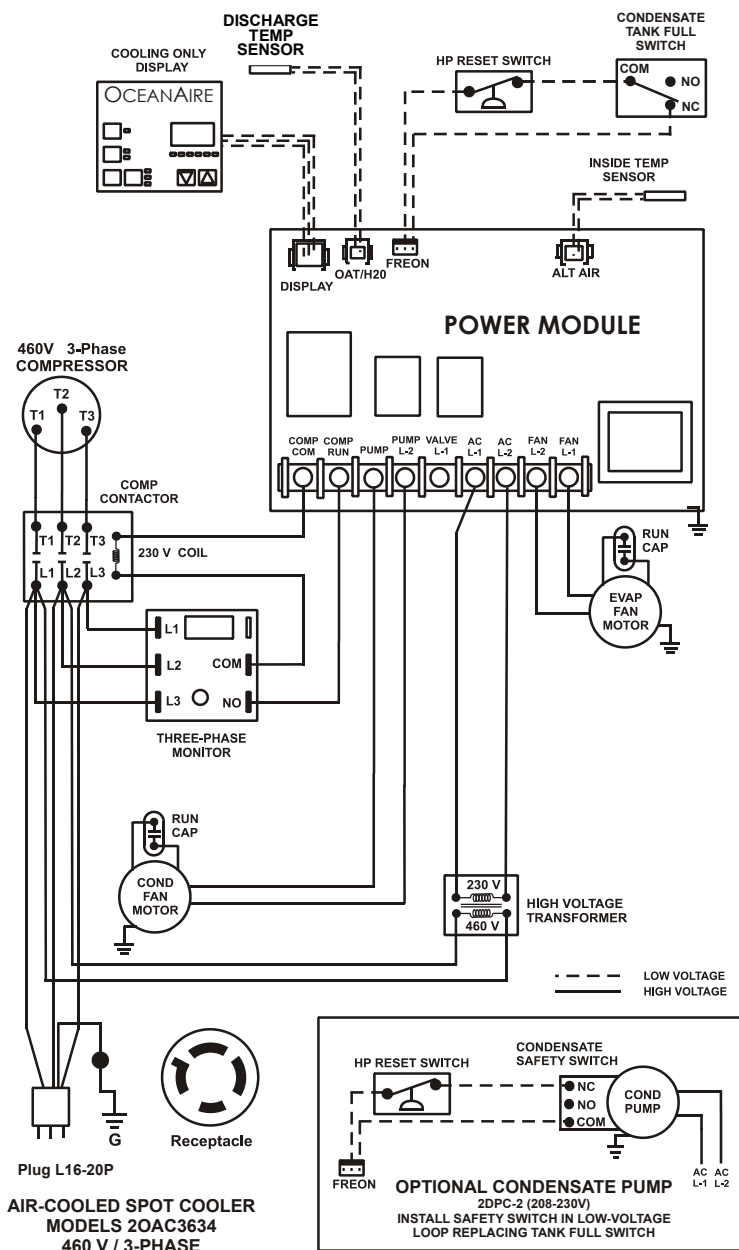 DISCHARGE
TEMP
SENSOR
COOLING ONLY
DISPLAY
OCEANAIRE
CONDENSATE
TANK FULL
SWITCH
HP RESET SWITCH
COM
NO
NC
INSIDE TEMP
SENSOR
DISPLAY
OAT/H20
FREON
ALT AIR
POWER MODULE
460V 3-Phase
COMPRESSOR
T1
T2
T3
COMP
COM
COMP
RUN
PUMP
PUMP
L-2
VALVE
L-1
AC
L-1
AC
L-2
FAN
L-2
FAN
L-1
COMP
CONTACTOR
T1
T2
T3
230 V COIL
L1
L2
L3
RUN
CAP
EVAP
FAN
MOTOR
L1
L2
COM
L3
NO
THREE-PHASE
MONITOR
RUN
CAP
COND
FAN
MOTOR
230 V
460 V
HIGH VOLTAGE
TRANSFORMER
LOW VOLTAGE
HIGH VOLTAGE
G
Plug L16-20P
Receptacle
AIR-COOLED SPOT COOLER
MODELS 2OAC3634
460 V / 3-PHASE
HP RESET SWITCH
CONDENSATE
SAFETY SWITCH
NC
NO
COM
COND
PUMP
FREON
AC
L-1
AC
L-2
OPTIONAL CONDENSATE PUMP
2DPC-2 (208-230V)
INSTALL SAFETY SWITCH IN LOW-VOLTAGE
LOOP REPLACING TANK FULL SWITCH